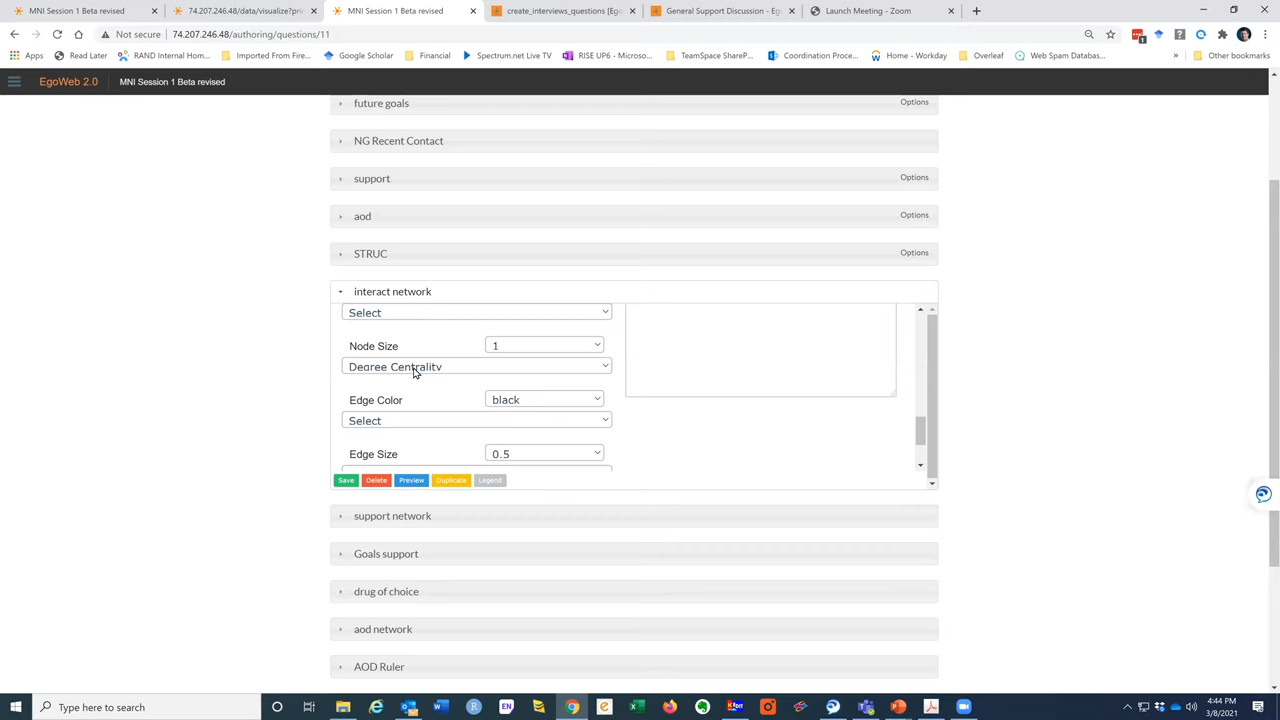 MNI Session 1 Beta revised
74.207.246.48/data/visualize?pri
MNI Session 1 Beta revised
create_interviews_questions [Ego
General Support Discussion - Eg
Launch Meeting - Zoom
Not secure
74.207.246.48/authoring/questions/11
1
Apps
Read Later
RAND Internal Hom...
Imported From Fire...
Google Scholar
Financial
Spectrum.net Live TV
RISE UP6 - Microso...
TeamSpace ShareP...
Coordination Proce...
Home - Workday
Overleaf
Web Spam Databas...
»
Other bookmarks
EgoWeb 2.0
MNI Session 1 Beta revised
future goals
Options
NG Recent Contact
support
Options
aod
Options
STRUC
Options
interact network
Select
Node Size
1
Degree Centrality
Edge Color
black
Select
Edge Size
0.5
Save
Delete
Preview
Duplicate
Legend
support network
Goals support
drug of choice
aod network
AOD Ruler
Type here to search
EN
4:44 PM
3/8/2021